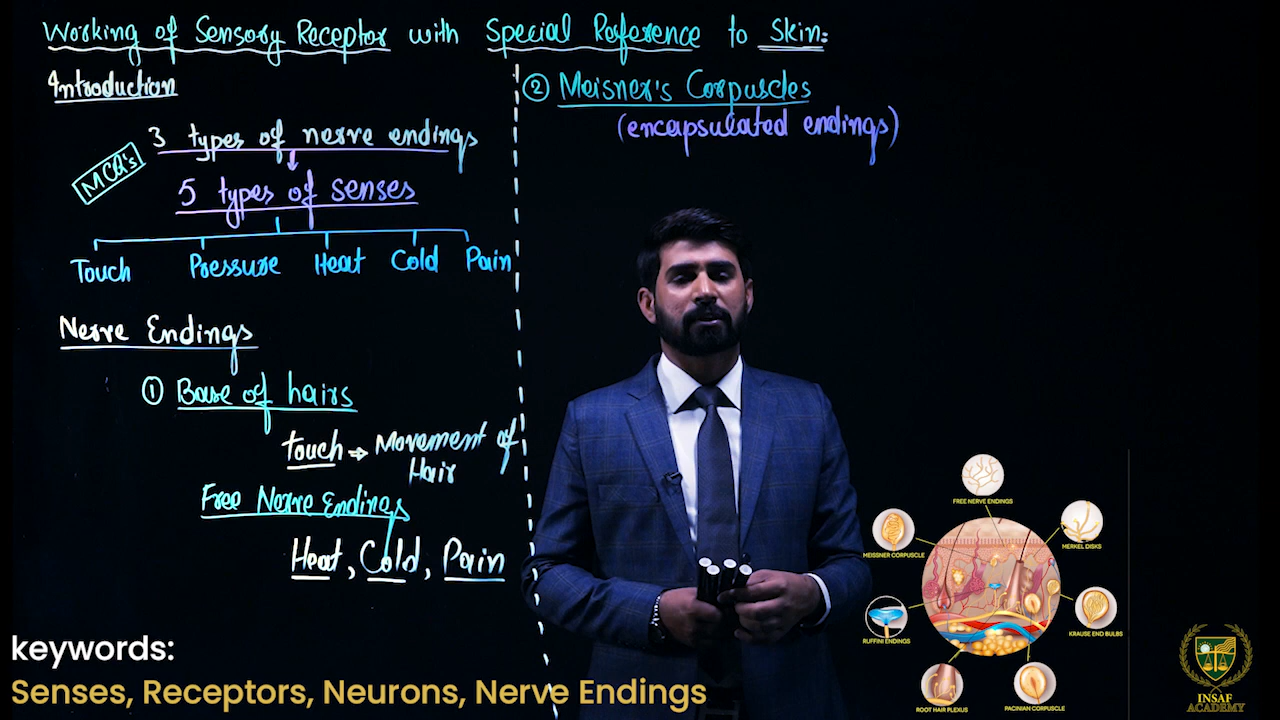 Working of Sensory Receptor with Special Reference to Skin:
Introduction
3 types of nerve endings
MCQ's
5 types of senses
Touch Pressure Heat Cold Pain
Nerve Endings
① Base of hairs
touch ⇒ Movement of
Hair
Free Nerve Endings
Heat, Cold, Pain
② Meisner's Corpuscles
(encapsulated endings)
FREE NERVE ENDINGS
MERKEL DISKS
MEISSNER CORPUSCLE
KRAUSE END BULBS
RUFFINI ENDINGS
ROOT HAIR PLEXUS
PACINIAN CORPUSCLE
keywords:
Senses, Receptors, Neurons, Nerve Endings
INSAF
ACADEMY